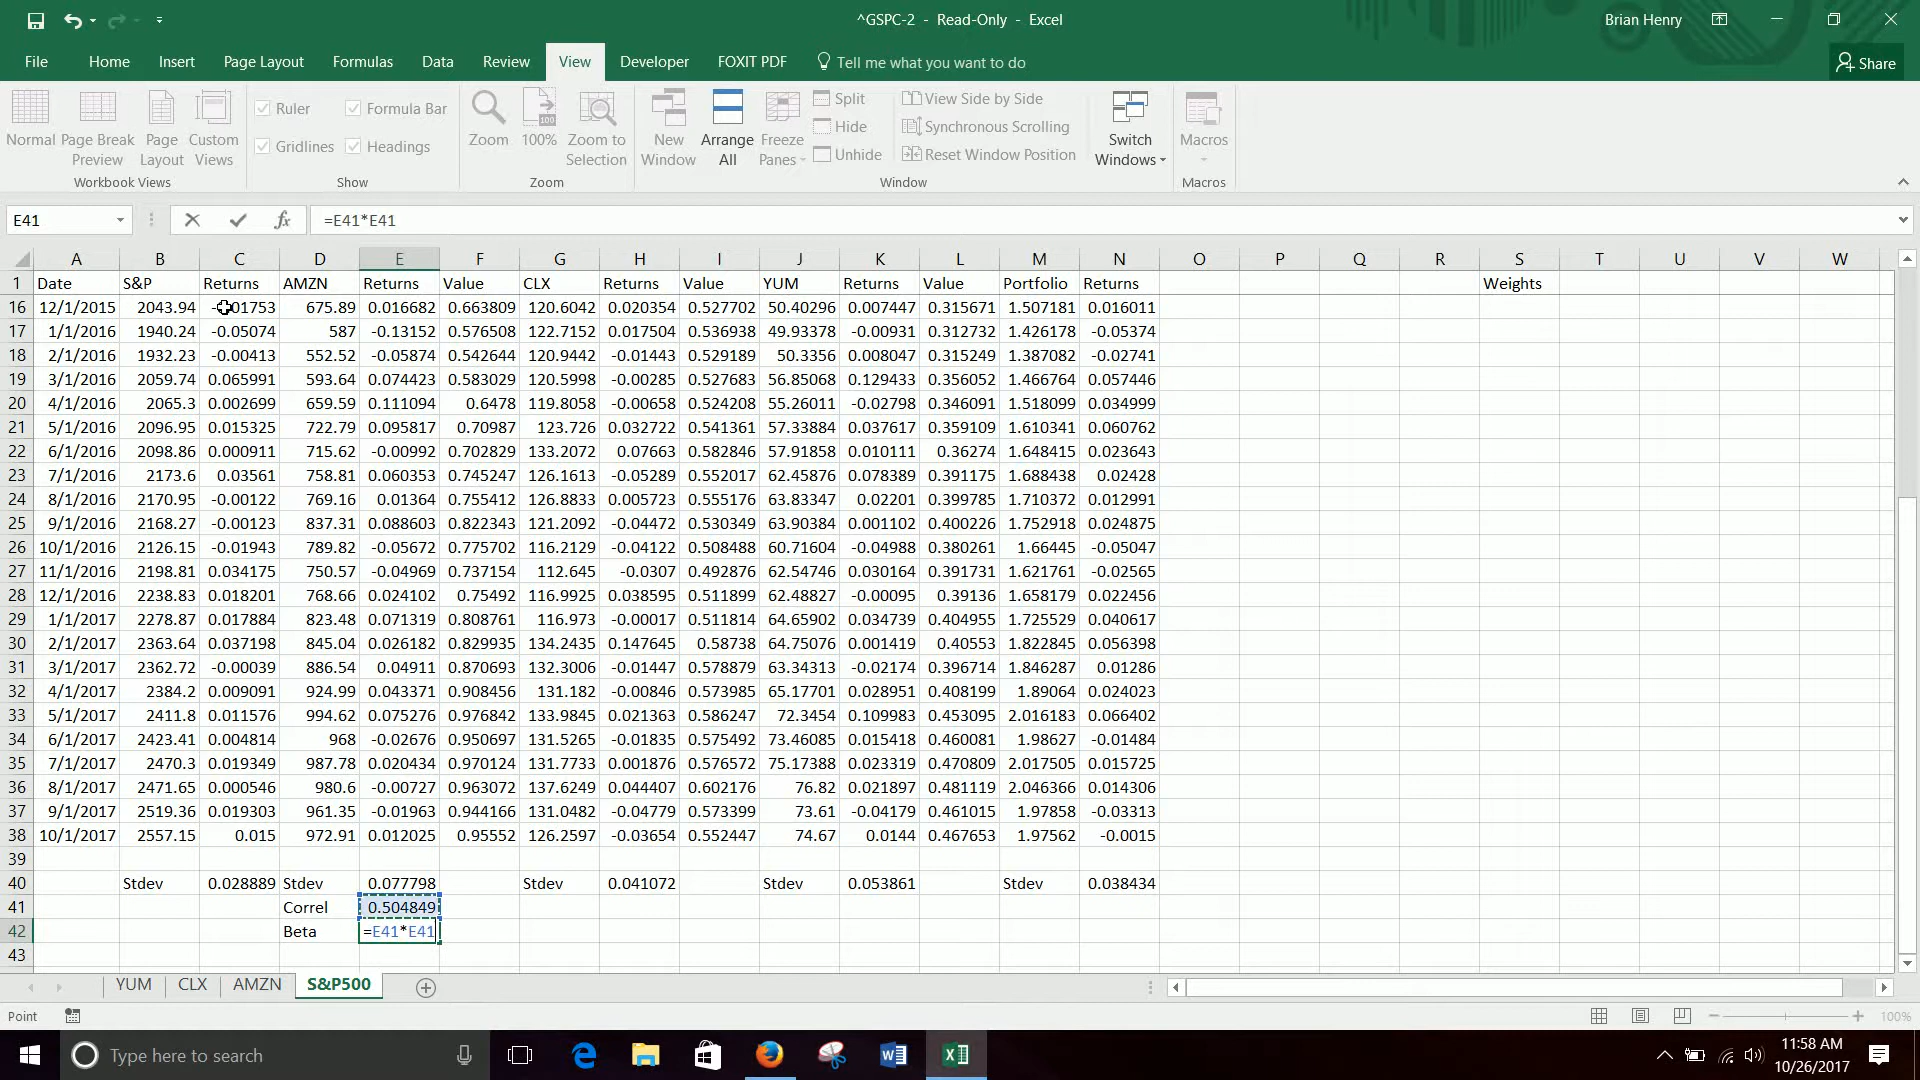 ^GSPC-2 - Read-Only - Excel
Brian Henry
File Home Insert Page Layout Formulas Data Review View Developer FOXIT PDF Tell me what you want to do
Share
Normal Page Break Preview Page Layout Custom Views
Ruler Formula Bar
Gridlines Headings
Zoom 100% Zoom to Selection
New Window Arrange All Freeze Panes
Split
Hide
Unhide
View Side by Side
Synchronous Scrolling
Reset Window Position
Switch Windows
Macros
Workbook Views Show Zoom Window Macros
E41 fx =E41*E41
A B C D E F G H I J K L M N O P Q R S T U V W
1 Date S&P Returns AMZN Returns Value CLX Returns Value YUM Returns Value Portfolio Returns Weights
16 12/1/2015 2043.94 -0.01753 675.89 0.016682 0.663809 120.6042 0.020354 0.527702 50.40296 0.007447 0.315671 1.507181 0.016011
17 1/1/2016 1940.24 -0.05074 587 -0.13152 0.576508 122.7152 0.017504 0.536938 49.93378 -0.00931 0.312732 1.426178 -0.05374
18 2/1/2016 1932.23 -0.00413 552.52 -0.05874 0.542644 120.9442 -0.01443 0.529189 50.3356 0.008047 0.315249 1.387082 -0.02741
19 3/1/2016 2059.74 0.065991 593.64 0.074423 0.583029 120.5998 -0.00285 0.527683 56.85068 0.129433 0.356052 1.466764 0.057446
20 4/1/2016 2065.3 0.002699 659.59 0.111094 0.6478 119.8058 -0.00658 0.524208 55.26011 -0.02798 0.346091 1.518099 0.034999
21 5/1/2016 2096.95 0.015325 722.79 0.095817 0.70987 123.726 0.032722 0.541361 57.33884 0.037617 0.359109 1.610341 0.060762
22 6/1/2016 2098.86 0.000911 715.62 -0.00992 0.702829 133.2072 0.07663 0.582846 57.91858 0.010111 0.36274 1.648415 0.023643
23 7/1/2016 2173.6 0.03561 758.81 0.060353 0.745247 126.1613 -0.05289 0.552017 62.45876 0.078389 0.391175 1.688438 0.02428
24 8/1/2016 2170.95 -0.00122 769.16 0.01364 0.755412 126.8833 0.005723 0.555176 63.83347 0.02201 0.399785 1.710372 0.012991
25 9/1/2016 2168.27 -0.00123 837.31 0.088603 0.822343 121.2092 -0.04472 0.530349 63.90384 0.001102 0.400226 1.752918 0.024875
26 10/1/2016 2126.15 -0.01943 789.82 -0.05672 0.775702 116.2129 -0.04122 0.508488 60.71604 -0.04988 0.380261 1.66445 -0.05047
27 11/1/2016 2198.81 0.034175 750.57 -0.04969 0.737154 112.645 -0.0307 0.492876 62.54746 0.030164 0.391731 1.621761 -0.02565
28 12/1/2016 2238.83 0.018201 768.66 0.024102 0.75492 116.9925 0.038595 0.511899 62.48827 -0.00095 0.39136 1.658179 0.022456
29 1/1/2017 2278.87 0.017884 823.48 0.071319 0.808761 116.973 -0.00017 0.511814 64.65902 0.034739 0.404955 1.725529 0.040617
30 2/1/2017 2363.64 0.037198 845.04 0.026182 0.829935 134.2435 0.147645 0.58738 64.75076 0.001419 0.40553 1.822845 0.056398
31 3/1/2017 2362.72 -0.00039 886.54 0.04911 0.870693 132.3006 -0.01447 0.578879 63.34313 -0.02174 0.396714 1.846287 0.01286
32 4/1/2017 2384.2 0.009091 924.99 0.043371 0.908456 131.182 -0.00846 0.573985 65.17701 0.028951 0.408199 1.89064 0.024023
33 5/1/2017 2411.8 0.011576 994.62 0.075276 0.976842 133.9845 0.021363 0.586247 72.3454 0.109983 0.453095 2.016183 0.066402
34 6/1/2017 2423.41 0.004814 968 -0.02676 0.950697 131.5265 -0.01835 0.575492 73.46085 0.015418 0.460081 1.98627 -0.01484
35 7/1/2017 2470.3 0.019349 987.78 0.020434 0.970124 131.7733 0.001876 0.576572 75.17388 0.023319 0.470809 2.017505 0.015725
36 8/1/2017 2471.65 0.000546 980.6 -0.00727 0.963072 137.6249 0.044407 0.602176 76.82 0.021897 0.481119 2.046366 0.014306
37 9/1/2017 2519.36 0.019303 961.35 -0.01963 0.944166 131.0482 -0.04779 0.573399 73.61 -0.04179 0.461015 1.97858 -0.03313
38 10/1/2017 2557.15 0.015 972.91 0.012025 0.95552 126.2597 -0.03654 0.552447 74.67 0.0144 0.467653 1.97562 -0.0015
39
40 Stdev 0.028889 Stdev 0.077798 Stdev 0.041072 Stdev 0.053861 Stdev 0.038434
41 Correl 0.504849
42 Beta =E41*E41
43
YUM CLX AMZN S&P500
Point 100%
Type here to search
11:58 AM
10/26/2017